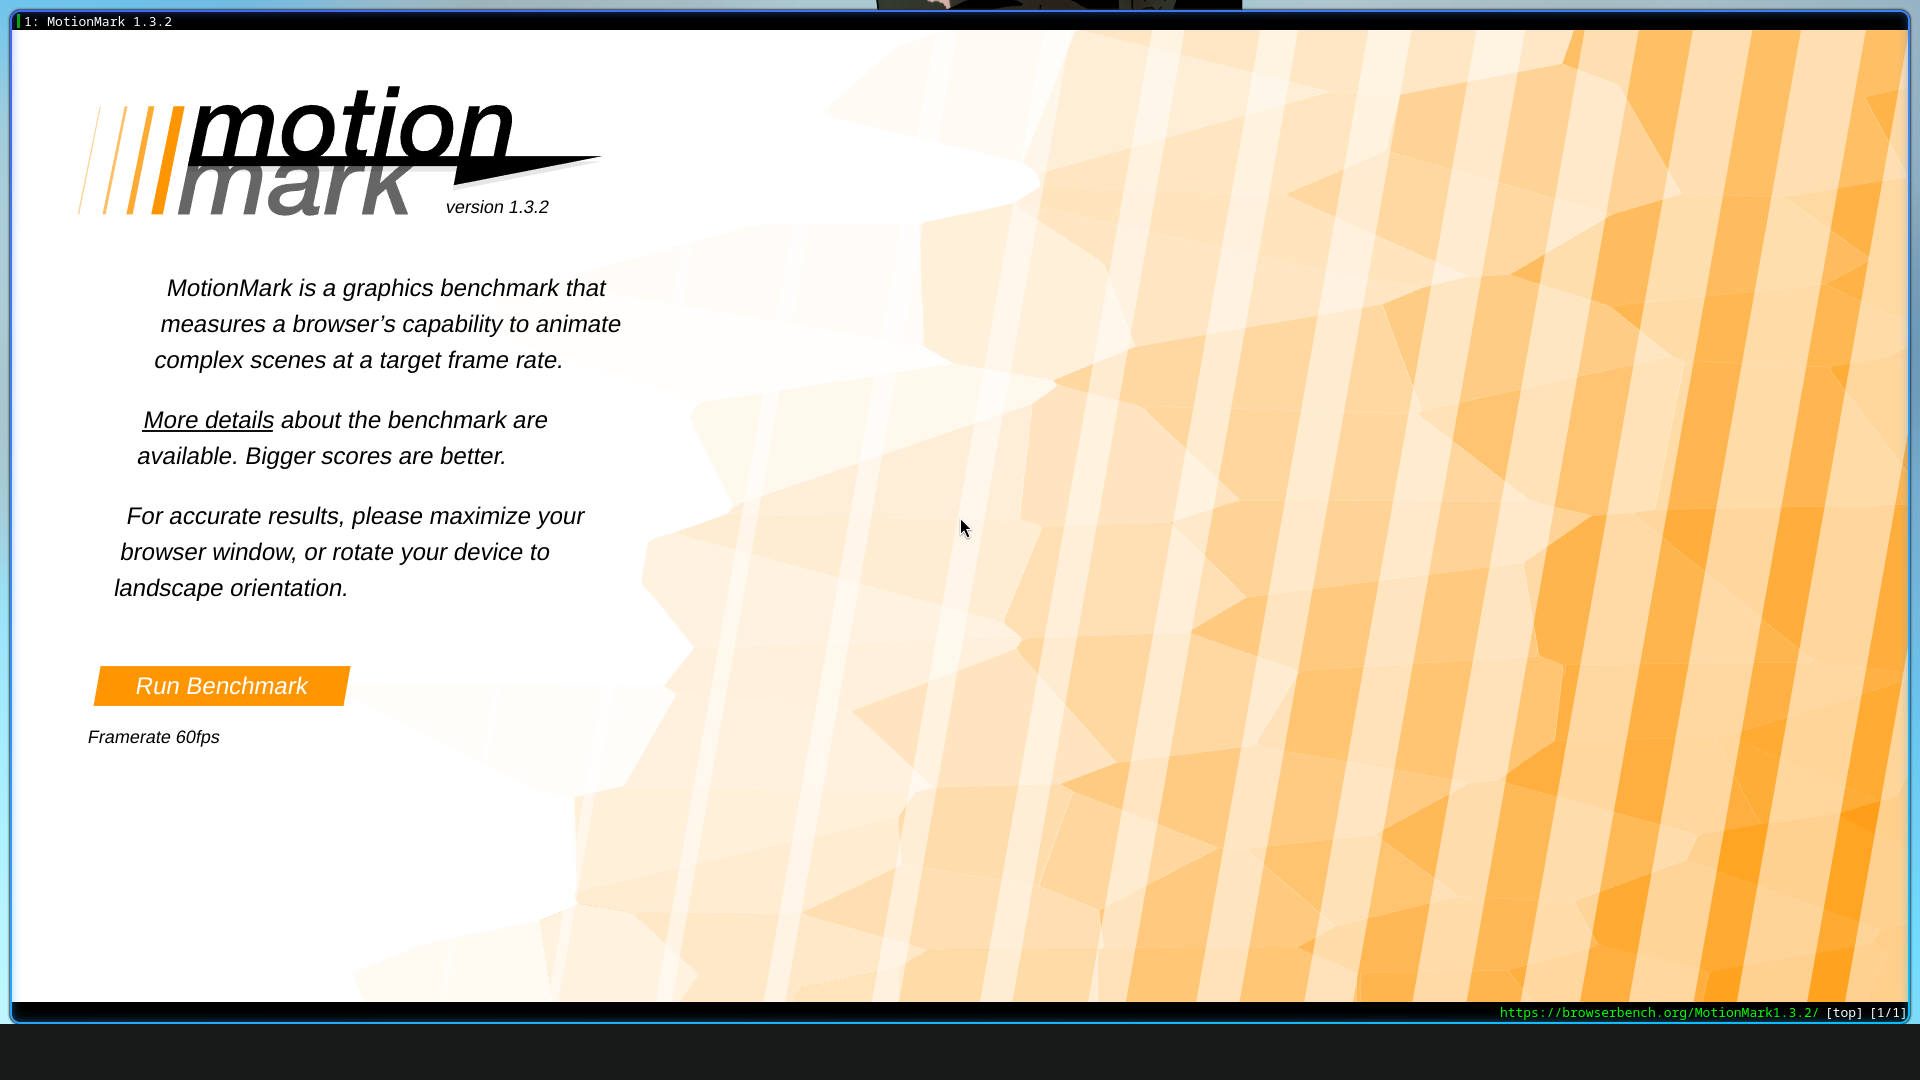 1: MotionMark 1.3.2
motion
mark
version 1.3.2
MotionMark is a graphics benchmark that
measures a browser’s capability to animate
complex scenes at a target frame rate.
More details about the benchmark are
available. Bigger scores are better.
For accurate results, please maximize your
browser window, or rotate your device to
landscape orientation.
Run Benchmark
Framerate 60fps
https://browserbench.org/MotionMark1.3.2/ [top] [1/1]